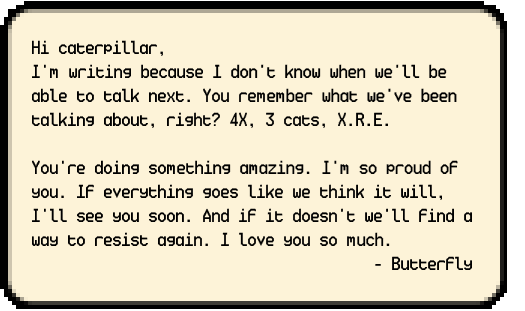 Hi caterpillar,
I'm writing because I don't know when we'll be
able to talk next. You remember what we've been
talking about, right? 4X, 3 cats, X.R.E.
You're doing something amazing. I'm so proud of
you. If everything goes like we think it will,
I'll see you soon. And if it doesn't we'll find a
way to resist again. I love you so much.
- Butterfly